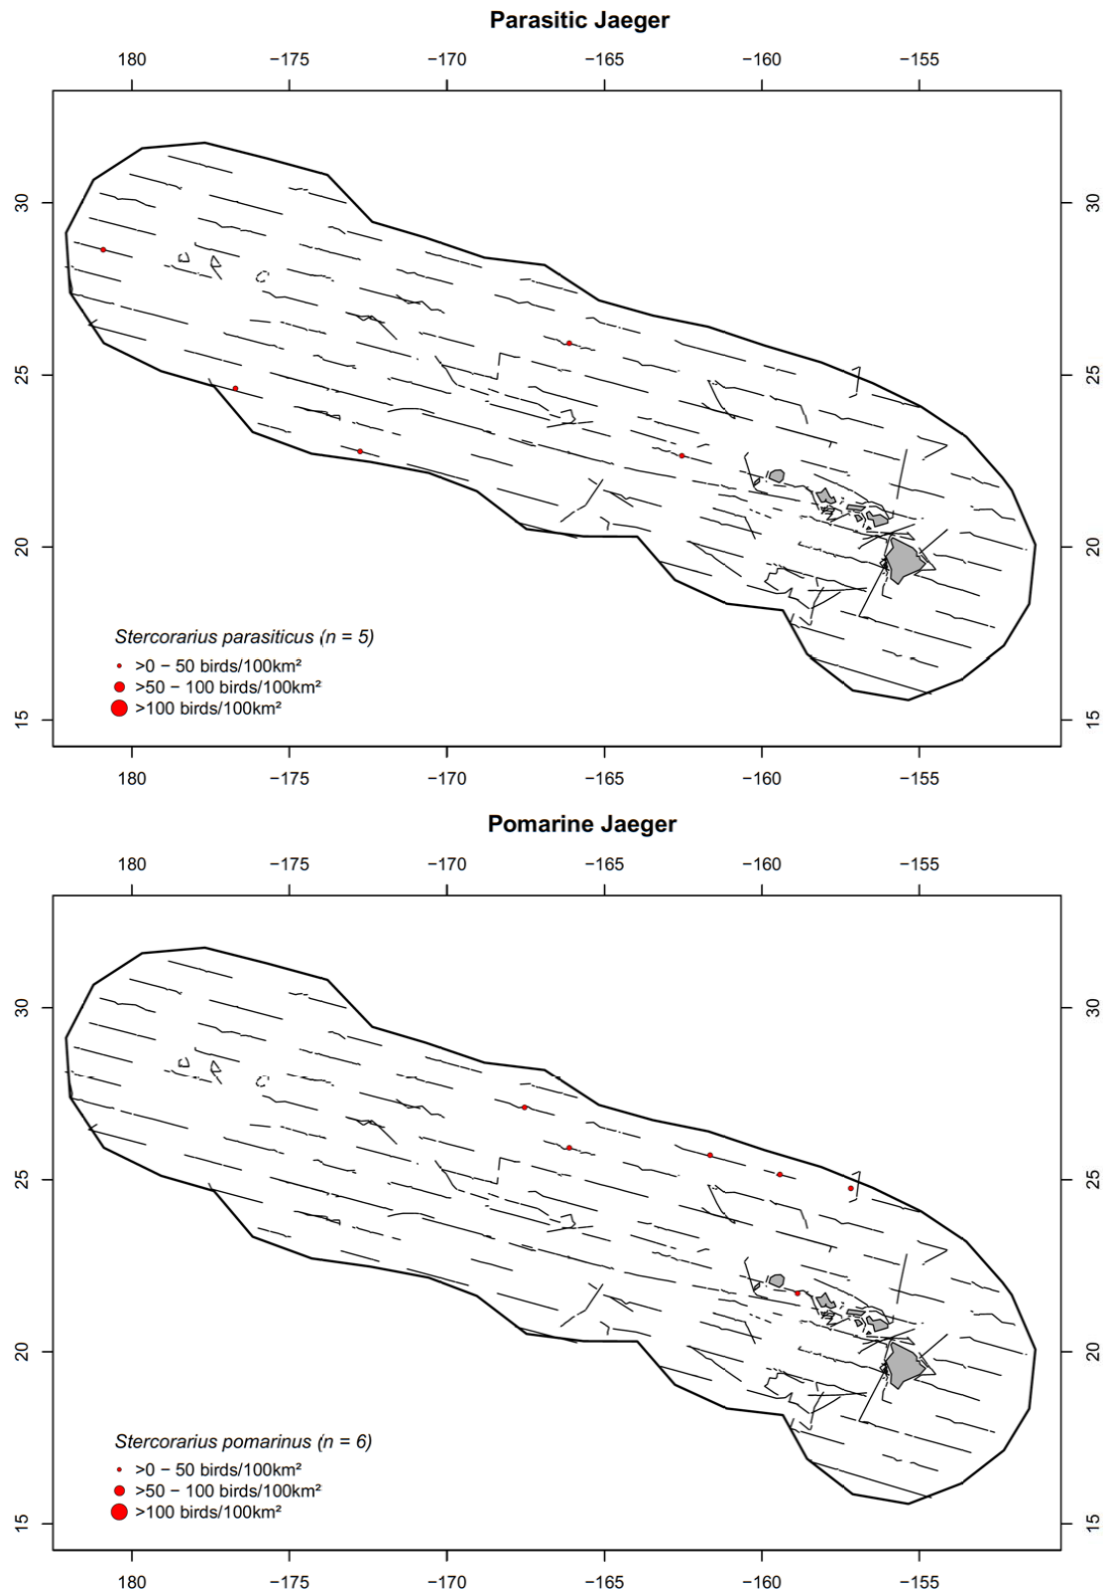 Parasitic Jaeger
180 −175 −170 −165 −160 −155
30 30
25 25
20 20
Stercorarius parasiticus (n = 5)
>0 − 50 birds/100km²
>50 − 100 birds/100km²
>100 birds/100km²
15 15
180 −175 −170 −165 −160 −155
Pomarine Jaeger
180 −175 −170 −165 −160 −155
30 30
25 25
20 20
Stercorarius pomarinus (n = 6)
>0 − 50 birds/100km²
>50 − 100 birds/100km²
>100 birds/100km²
15 15
180 −175 −170 −165 −160 −155